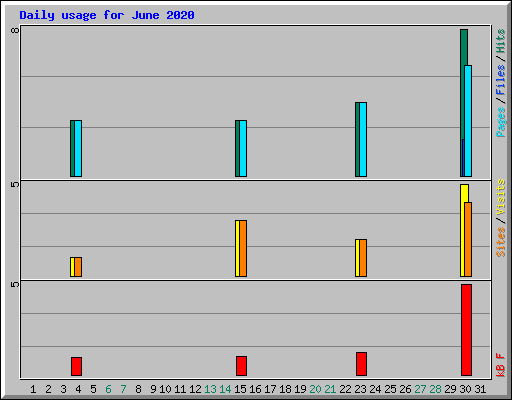 Daily usage for June 2020
8
Pages / Files / Hits
5
Sites / Visits
5
kB F
1 2 3 4 5 6 7 8 9 10 11 12 13 14 15 16 17 18 19 20 21 22 23 24 25 26 27 28 29 30 31